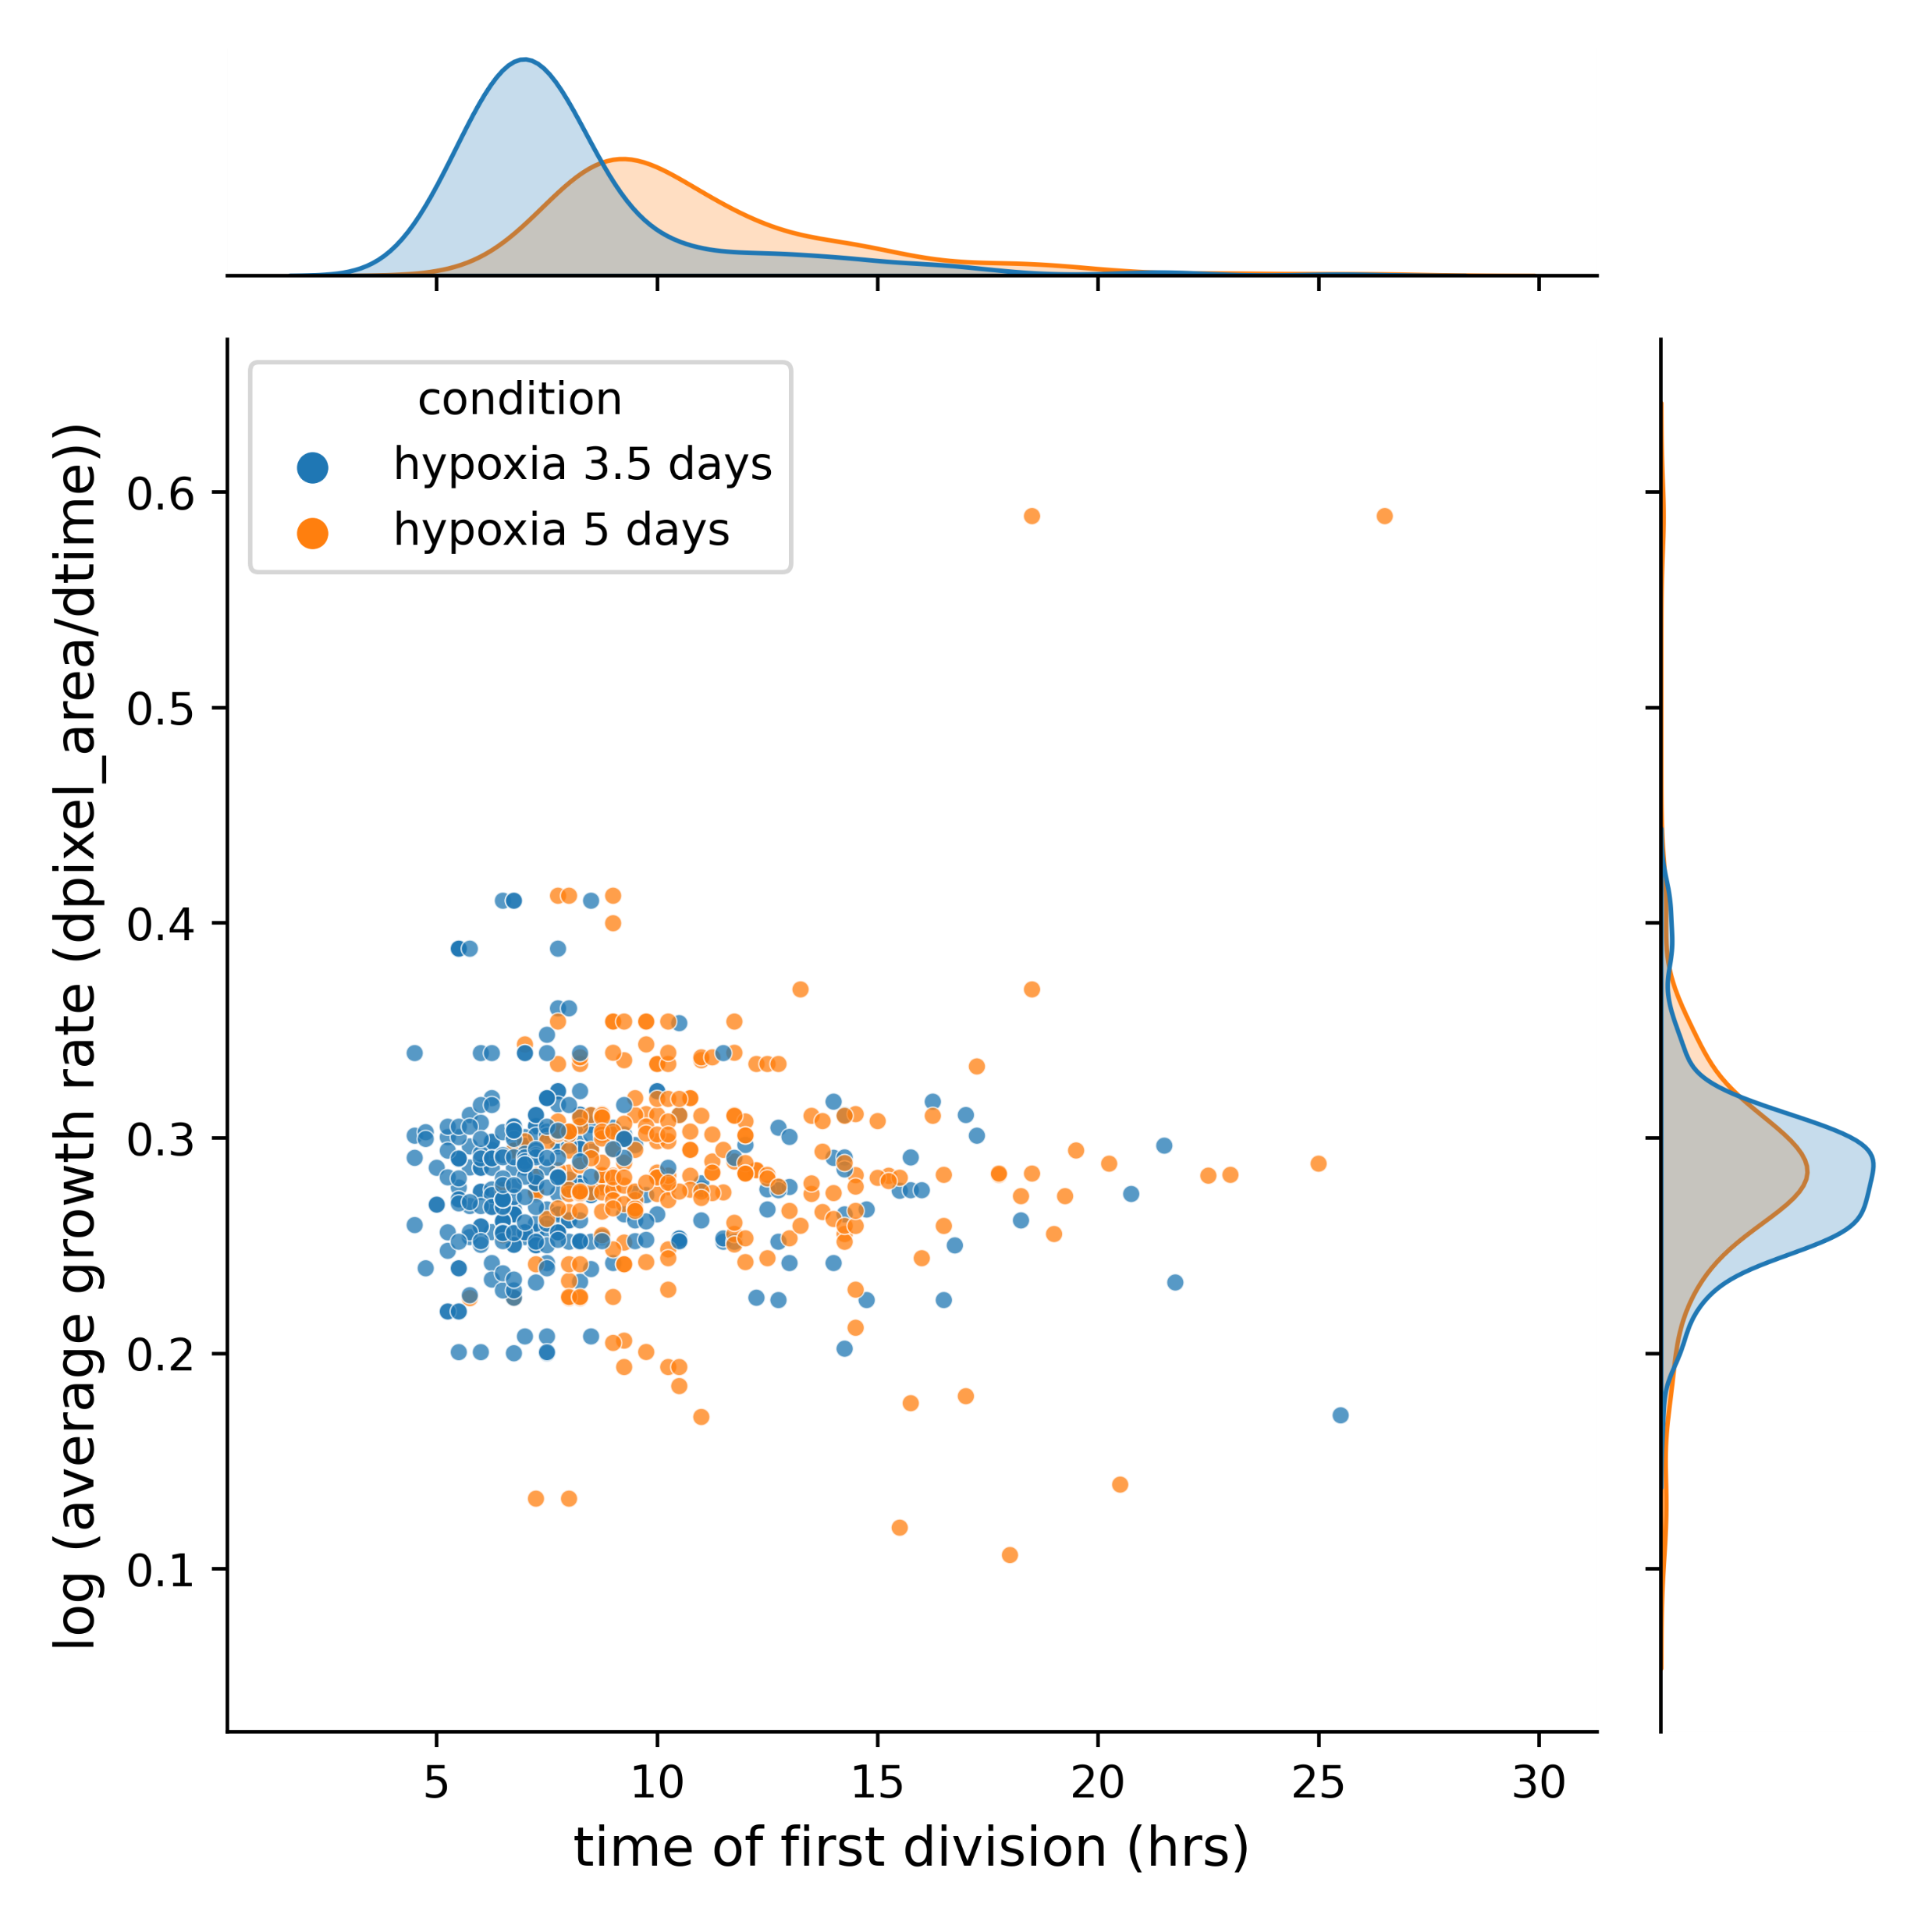 condition
hypoxia 3.5 days
hypoxia 5 days
log (average growth rate (dpixel_area/dtime))
0.6
0.5
0.4
0.3
0.2
0.1
5 10 15 20 25 30
time of first division (hrs)